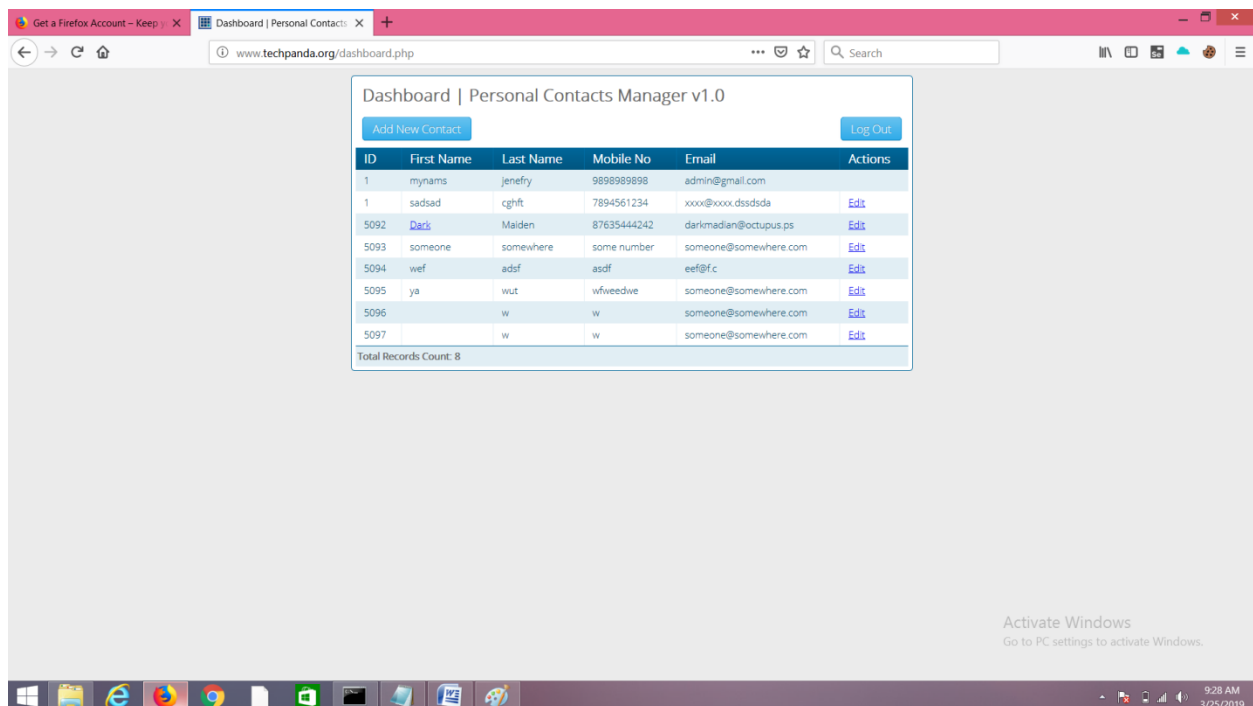 Get a Firefox Account – Keep y
Dashboard | Personal Contacts
www.techpanda.org/dashboard.php
Search
Dashboard | Personal Contacts Manager v1.0
Add New Contact Log Out
ID First Name Last Name Mobile No Email Actions
1 mynams jenefry 9898989898 admin@gmail.com
1 sadsad cghft 7894561234 xxxx@xxxx.dssdsda Edit
5092 Dark Maiden 87635444242 darkmadian@octupus.ps Edit
5093 someone somewhere some number someone@somewhere.com Edit
5094 wef adsf asdf eef@f.c Edit
5095 ya wut wfweedwe someone@somewhere.com Edit
5096 w w someone@somewhere.com Edit
5097 w w someone@somewhere.com Edit
Total Records Count: 8
Activate Windows
Go to PC settings to activate Windows.
9:28 AM
3/25/2019